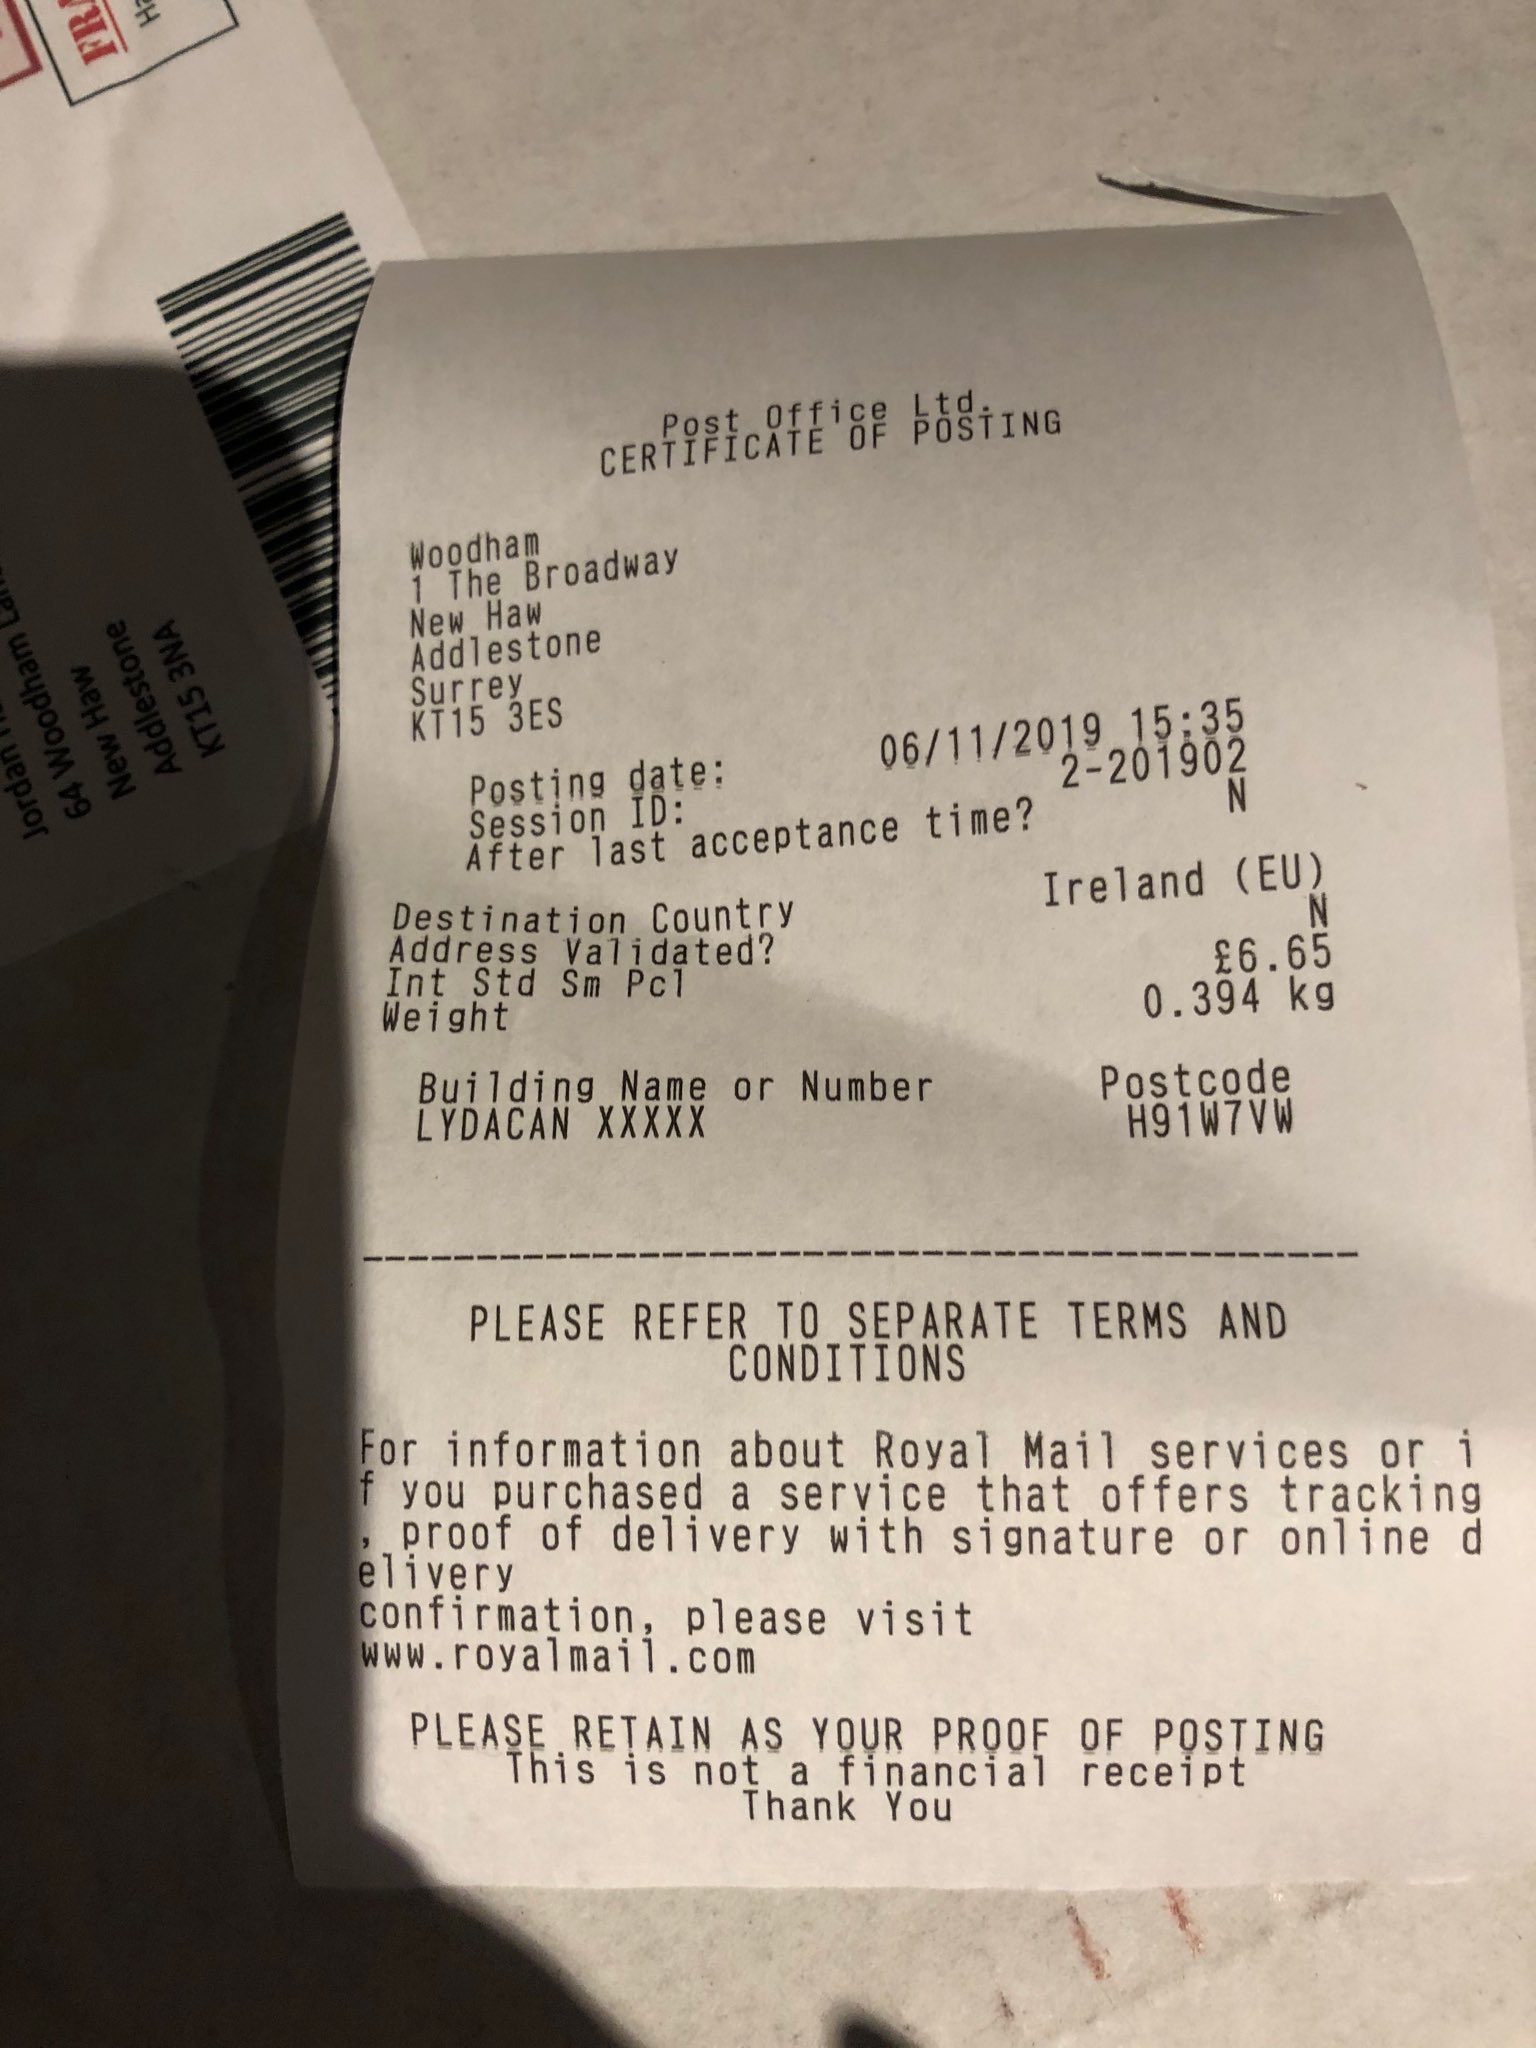 FRA
Ha
Jordan
64 Woodham Lan
New Haw
Addlestone
KT15 3NA
Post Office Ltd.
CERTIFICATE OF POSTING
Woodham
1 The Broadway
New Haw
Addlestone
Surrey
KT15 3ES
Posting date: 06/11/2019 15:35
Session ID: 2-201902
After last acceptance time? N
Destination Country Ireland (EU)
Address Validated? N
Int Std Sm Pcl £6.65
Weight 0.394 kg
Building Name or Number Postcode
LYDACAN XXXXX H91W7VW
----------------------------------------
PLEASE REFER TO SEPARATE TERMS AND
CONDITIONS
For information about Royal Mail services or i
f you purchased a service that offers tracking
, proof of delivery with signature or online d
elivery
confirmation, please visit
www.royalmail.com
PLEASE RETAIN AS YOUR PROOF OF POSTING
This is not a financial receipt
Thank You